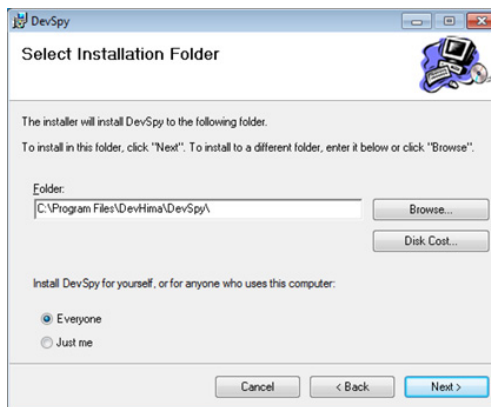 DevSpy
Select Installation Folder
The installer will install DevSpy to the following folder.
To install in this folder, click "Next". To install to a different folder, enter it below or click "Browse".
Folder:
C:\Program Files\DevHima\DevSpy\
Browse...
Disk Cost...
Install DevSpy for yourself, or for anyone who uses this computer:
Everyone
Just me
Cancel
< Back
Next >